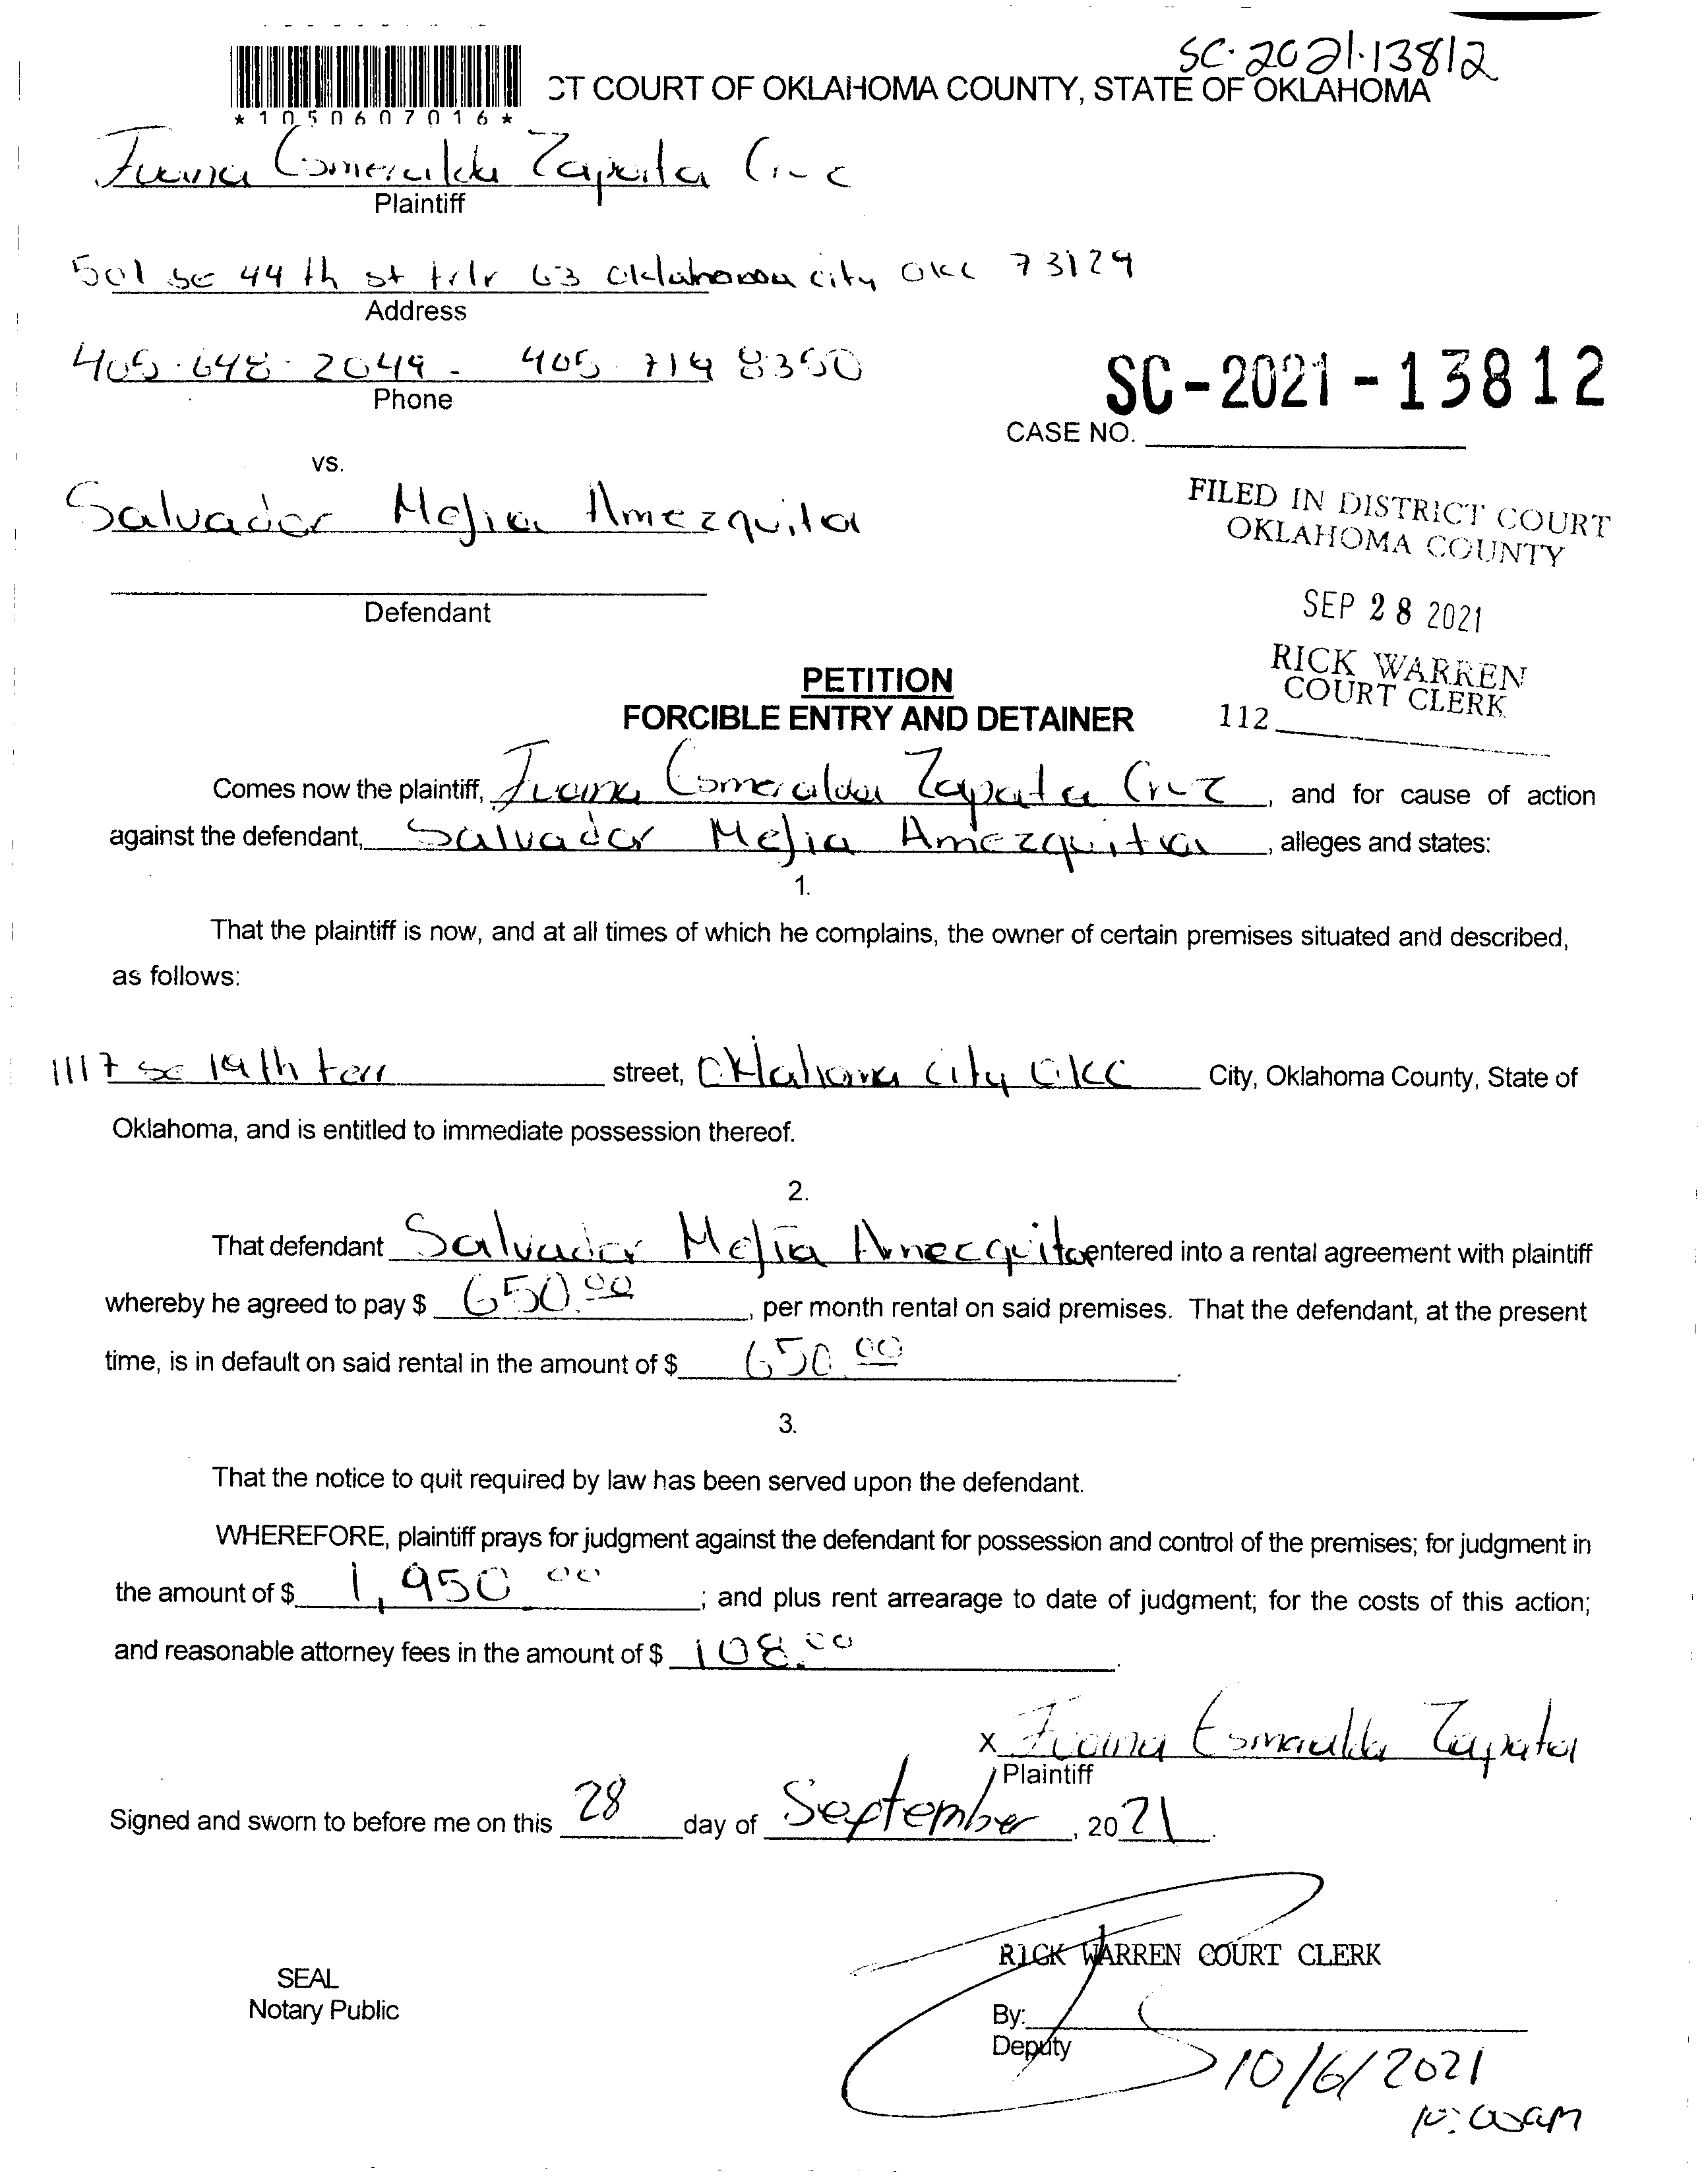 SC-2021-13812
CT COURT OF OKLAHOMA COUNTY, STATE OF OKLAHOMA
*1050607016*
Juana Esmeralda Zapata Cruz
Plaintiff
501 se 44 th st trlr 63 Oklahoma city OKC 73129
Address
405-648-2049 - 405 714 8350
Phone
SC-2021-13812
CASE NO.
vs.
Salvador Mejia Amezquita
Defendant
FILED IN DISTRICT COURT
OKLAHOMA COUNTY
SEP 28 2021
RICK WARREN
COURT CLERK
112
PETITION
FORCIBLE ENTRY AND DETAINER
Comes now the plaintiff, Juana Esmeralda Zapata Cruz, and for cause of action
against the defendant, Salvador Mejia Amezquita, alleges and states:
1.
That the plaintiff is now, and at all times of which he complains, the owner of certain premises situated and described,
as follows:
1117 se 19th terr street, Oklahoma city OKC City, Oklahoma County, State of
Oklahoma, and is entitled to immediate possession thereof.
2.
That defendant Salvador Mejia Amezquita entered into a rental agreement with plaintiff
whereby he agreed to pay $ 650.00, per month rental on said premises. That the defendant, at the present
time, is in default on said rental in the amount of $ 650.00.
3.
That the notice to quit required by law has been served upon the defendant.
WHEREFORE, plaintiff prays for judgment against the defendant for possession and control of the premises; for judgment in
the amount of $ 1,950.00; and plus rent arrearage to date of judgment; for the costs of this action;
and reasonable attorney fees in the amount of $ 108.00.
x Juana Esmeralda Zapata
Plaintiff
Signed and sworn to before me on this 28 day of September, 2021.
RICK WARREN COURT CLERK
SEAL
Notary Public
By:
Deputy
10/6/2021
10:00am